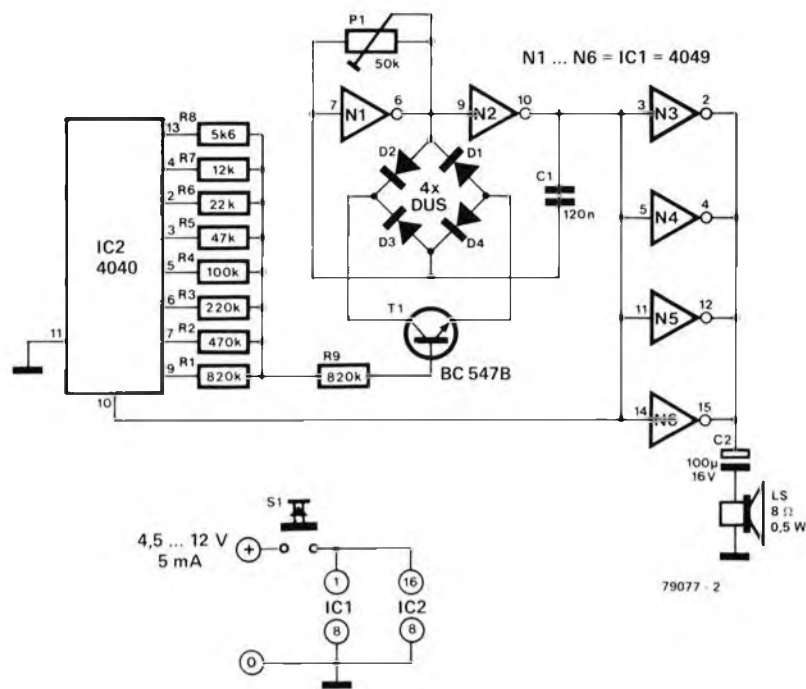 P1
50k
N1 ... N6 = IC1 = 4049
7 N1 6
9 N2 10
3 N3 2
D2 D1
4x
DUS
D3 D4
C1
120n
5 N4 4
11 N5 12
14 N6 15
IC2
4040
R8
13 5k6
R7
4 12k
R6
2 22k
R5
3 47k
R4
5 100k
R3
6 220k
R2
7 470k
R1
9 820k
11
10
R9
820k
T1
BC 547B
C2
100µ
16V
LS
8 Ω
0,5 W
79077 - 2
S1
4,5 ... 12 V
5 mA
+
1 16
IC1 IC2
8 8
0